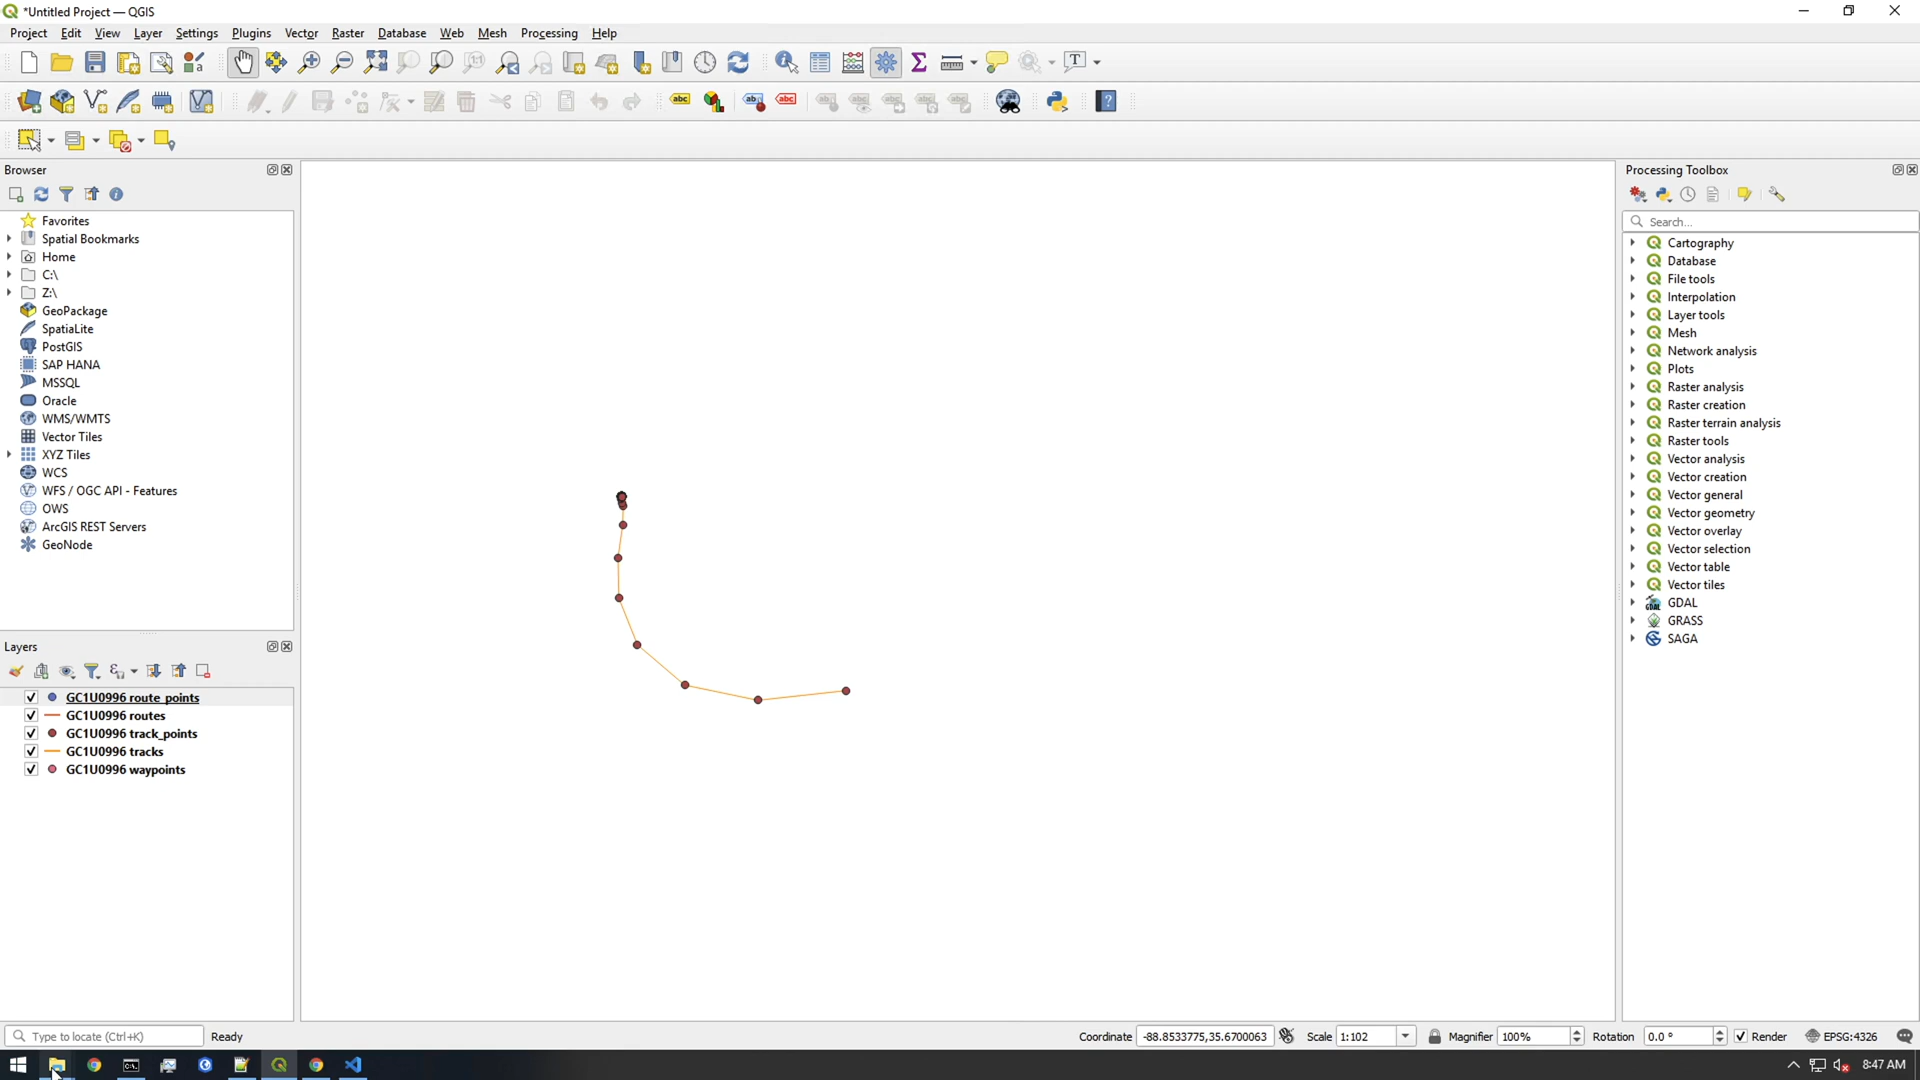 *Untitled Project — QGIS
Project Edit View Layer Settings Plugins Vector Raster Database Web Mesh Processing Help
Browser
Favorites
Spatial Bookmarks
Home
C:\
Z:\
GeoPackage
SpatiaLite
PostGIS
SAP HANA
MSSQL
Oracle
WMS/WMTS
Vector Tiles
XYZ Tiles
WCS
WFS / OGC API - Features
OWS
ArcGIS REST Servers
GeoNode
Layers
GC1U0996 route_points
GC1U0996 routes
GC1U0996 track_points
GC1U0996 tracks
GC1U0996 waypoints
Processing Toolbox
Search...
Cartography
Database
File tools
Interpolation
Layer tools
Mesh
Network analysis
Plots
Raster analysis
Raster creation
Raster terrain analysis
Raster tools
Vector analysis
Vector creation
Vector general
Vector geometry
Vector overlay
Vector selection
Vector table
Vector tiles
GDAL
GRASS
SAGA
Type to locate (Ctrl+K) Ready Coordinate -88.8533775,35.6700063 Scale 1:102 Magnifier 100% Rotation 0.0 ° Render EPSG:4326
8:47 AM